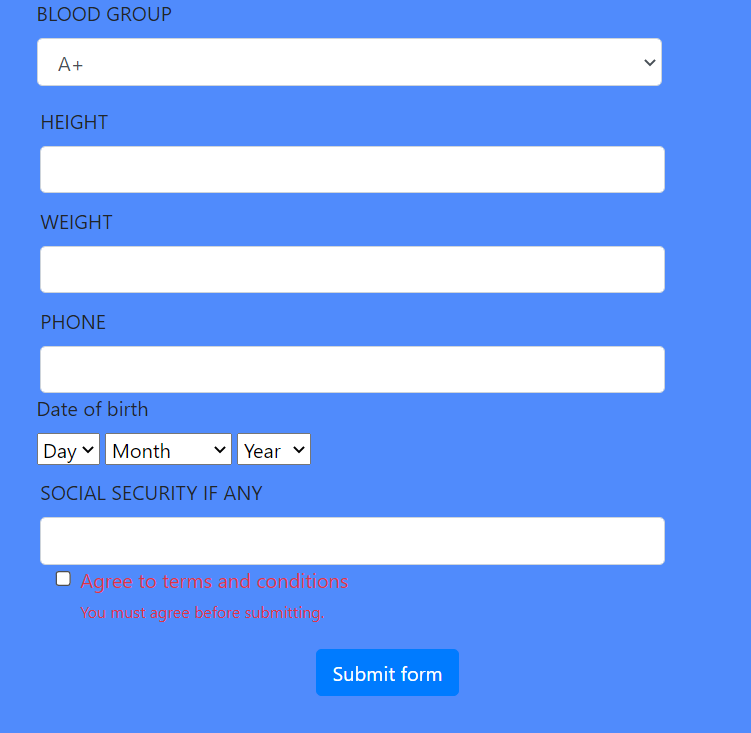 BLOOD GROUP
A+
HEIGHT
WEIGHT
PHONE
Date of birth
Day Month Year
SOCIAL SECURITY IF ANY
Agree to terms and conditions
You must agree before submitting.
Submit form